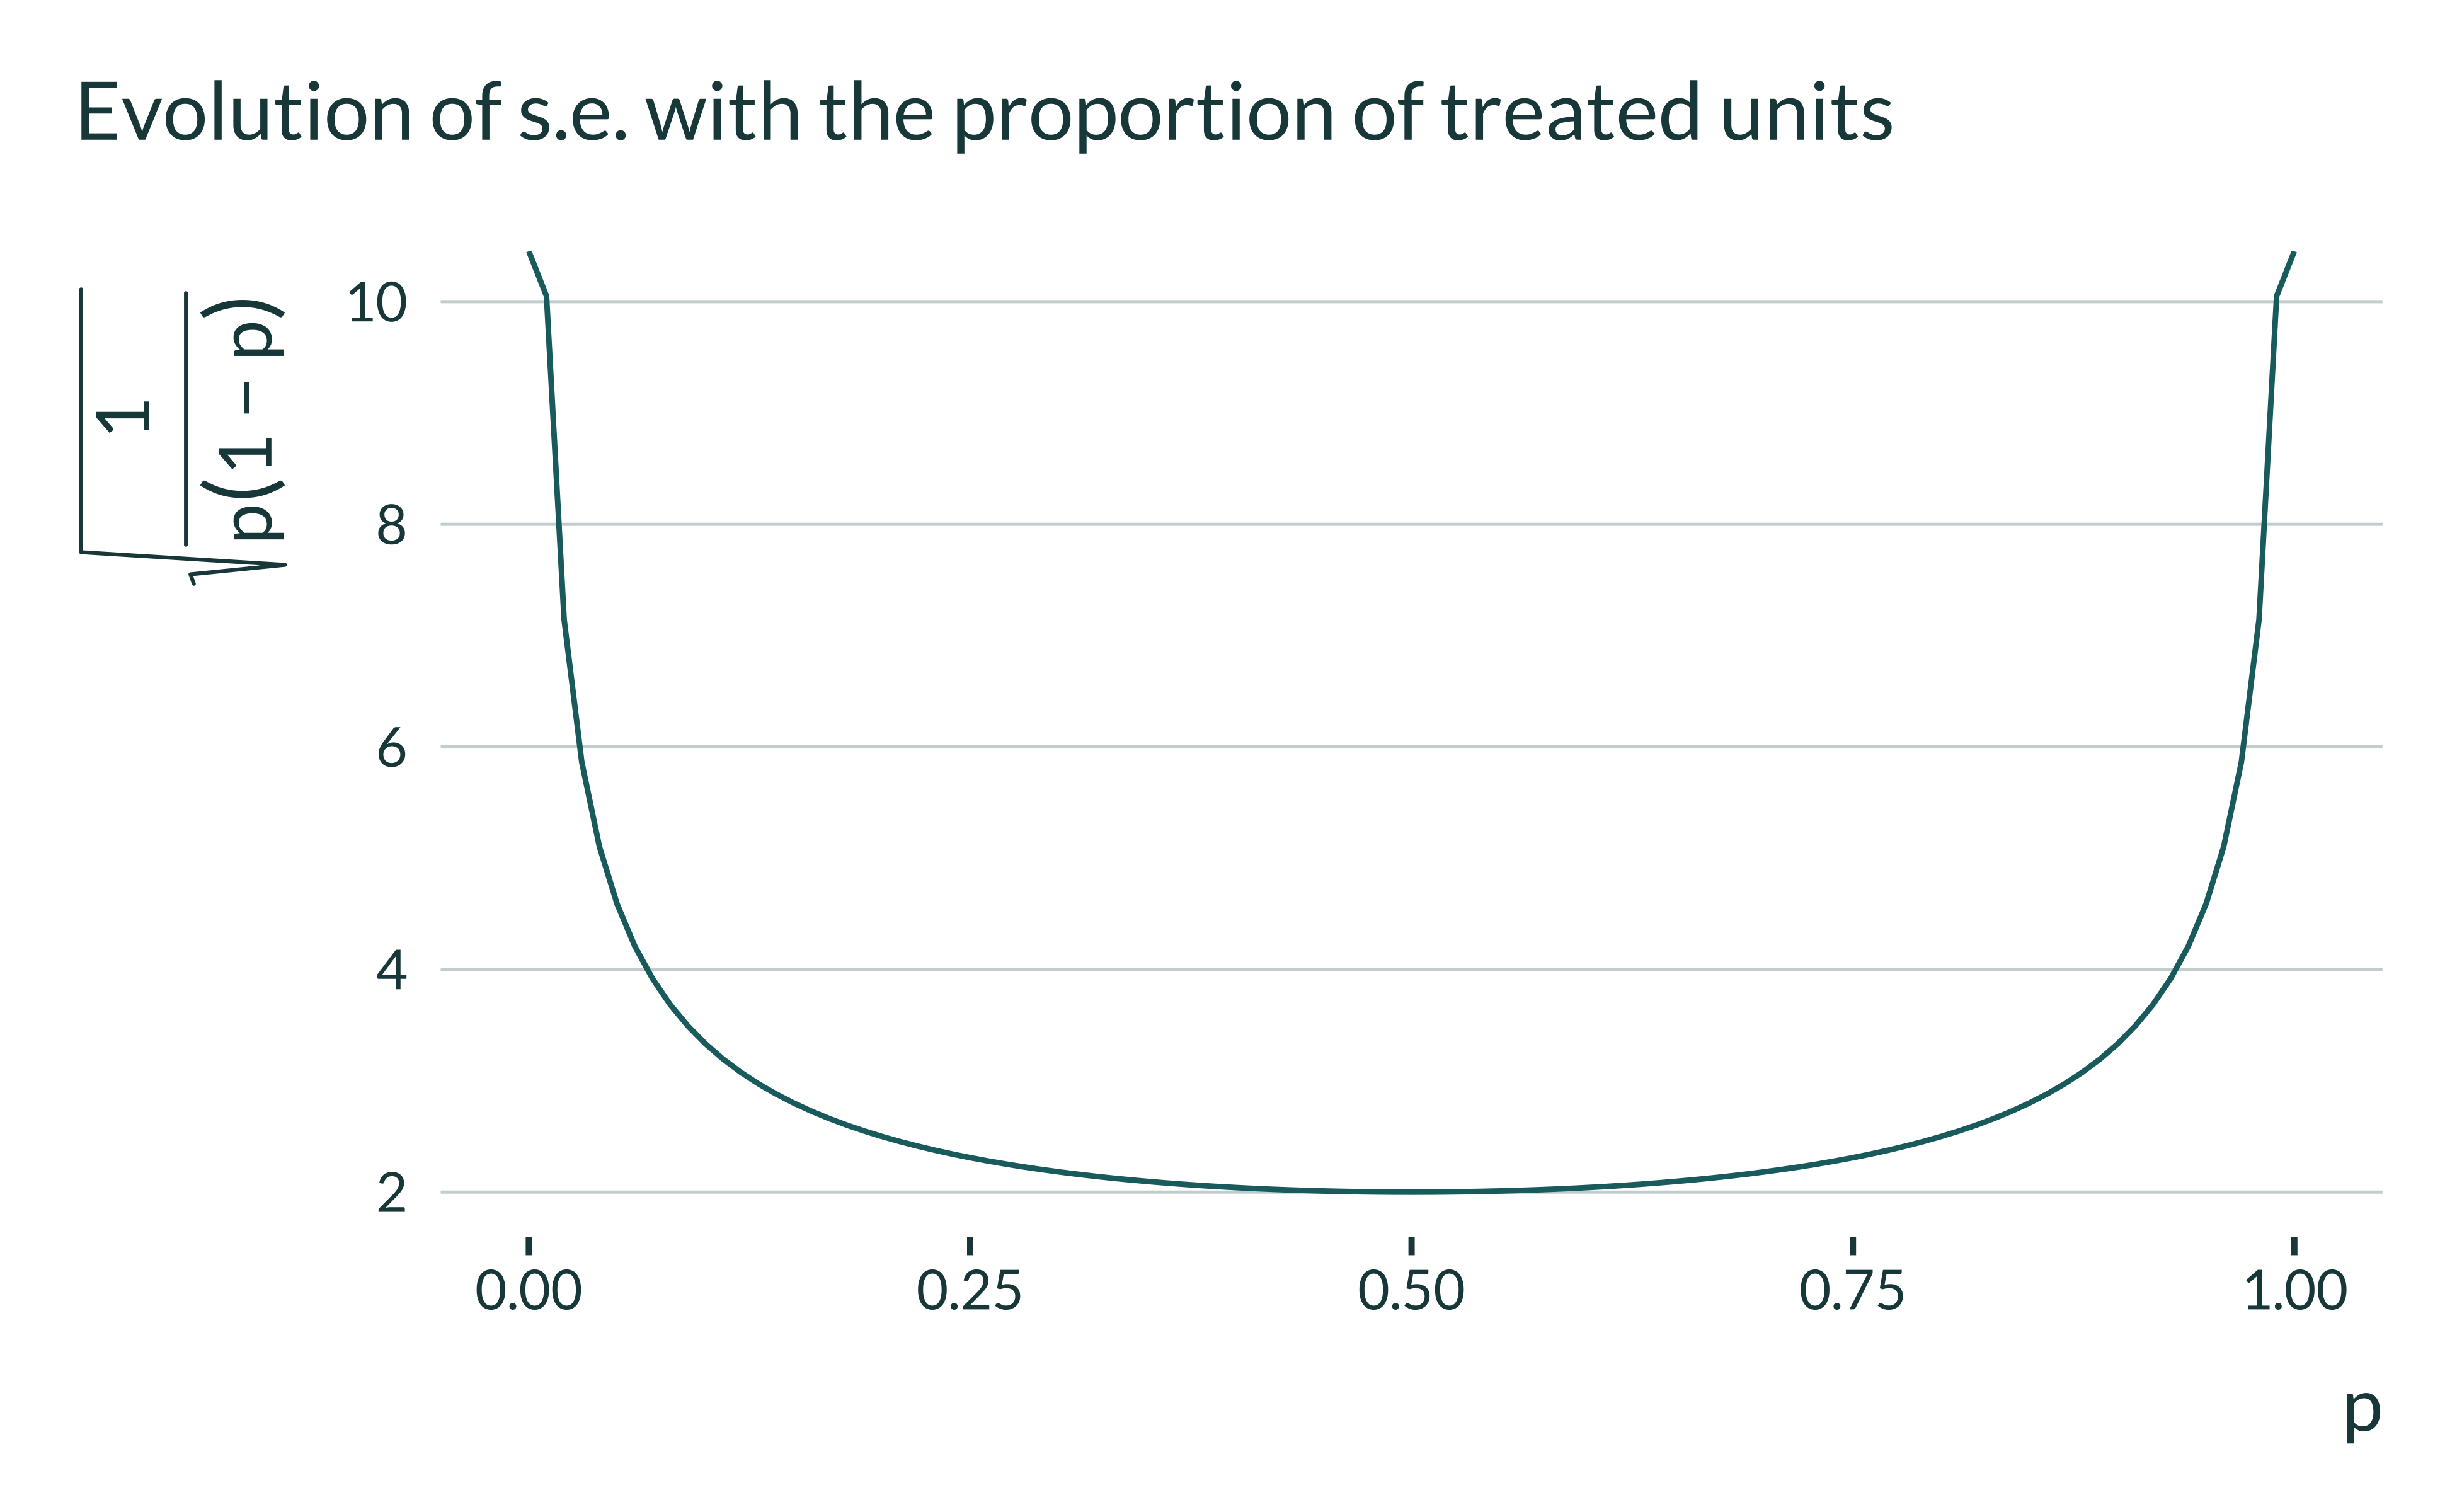 Evolution of s.e. with the proportion of treated units
√
1
p(1 − p)
10
8
6
4
2
0.00 0.25 0.50 0.75 1.00
p